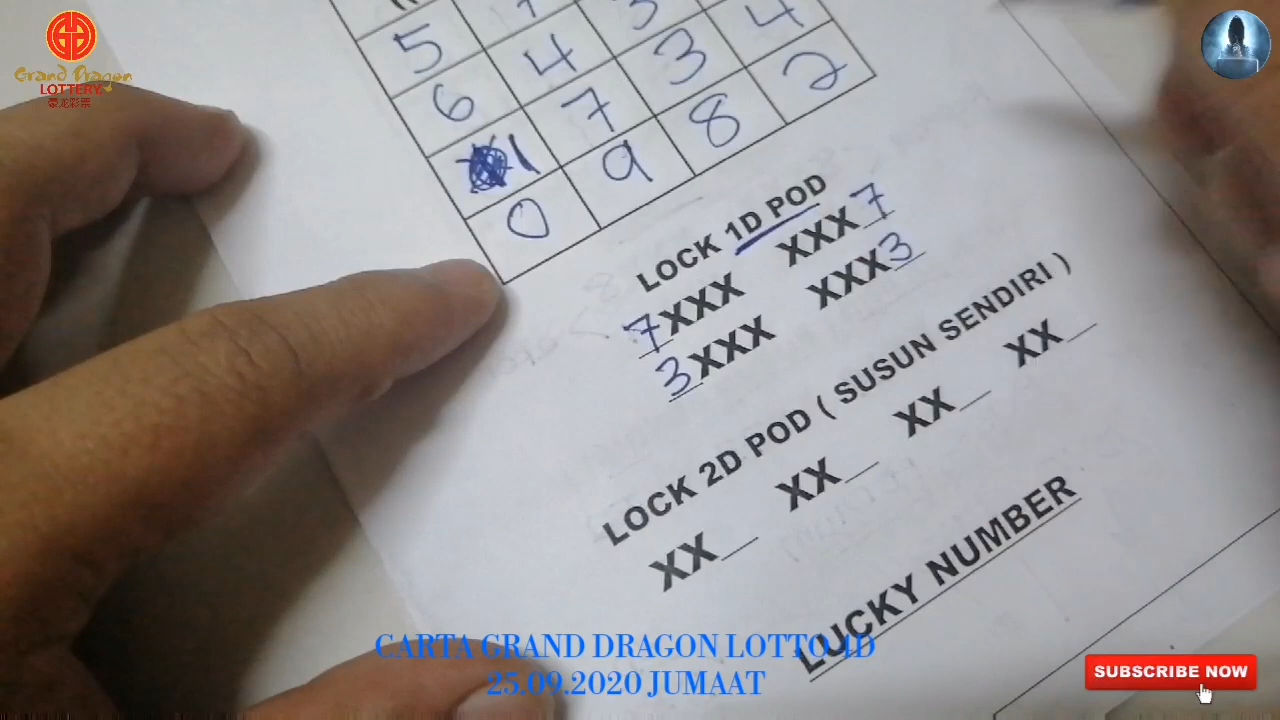 Grand Dragon
LOTTERY
豪龙彩票
5
3
4
6 4 3 2
1 7 8
0 9
LOCK 1D POD
7XXX XXX7
3XXX XXX3
LOCK 2D POD ( SUSUN SENDIRI )
XX_ XX_ XX_ XX_
LUCKY NUMBER
CARTA GRAND DRAGON LOTTO 4D
25.09.2020 JUMAAT
SUBSCRIBE NOW